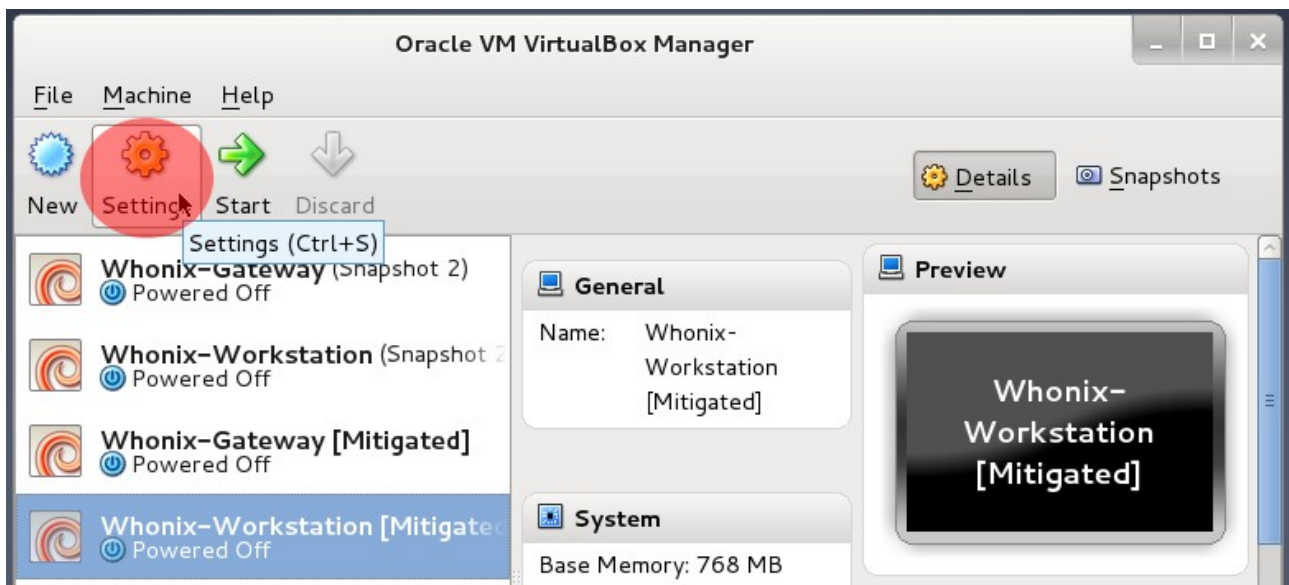 Oracle VM VirtualBox Manager
File Machine Help
New Settings Start Discard
Details Snapshots
Settings (Ctrl+S)
Whonix-Gateway (Snapshot 2)
Powered Off
Whonix-Workstation (Snapshot 2
Powered Off
Whonix-Gateway [Mitigated]
Powered Off
Whonix-Workstation [Mitigated
Powered Off
General
Name: Whonix-
Workstation
[Mitigated]
System
Base Memory: 768 MB
Preview
Whonix-
Workstation
[Mitigated]